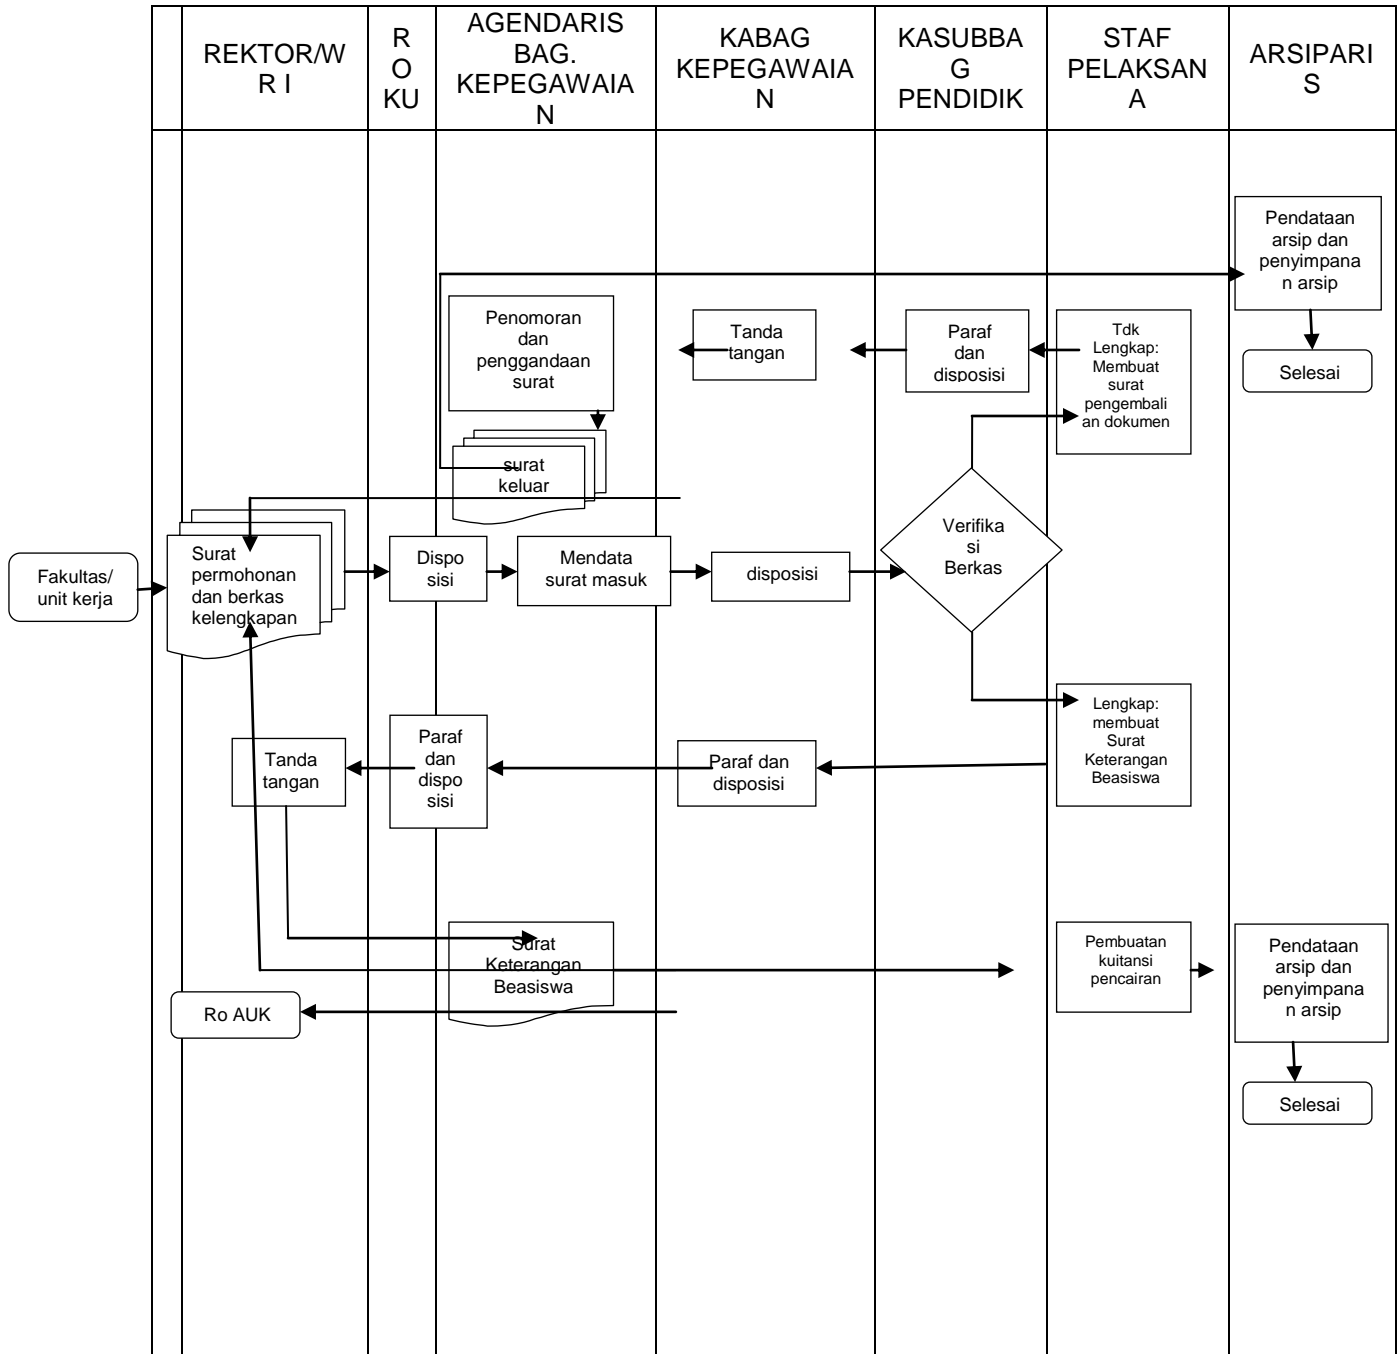 REKTOR/W
R I
R
O
KU
AGENDARIS
BAG.
KEPEGAWAIA
N
KABAG
KEPEGAWAIA
N
KASUBBA
G
PENDIDIK
STAF
PELAKSAN
A
ARSIPARI
S
Pendataan
arsip dan
penyimpana
n arsip
Penomoran
dan
penggandaan
surat
Tanda
tangan
Paraf
dan
disposisi
Tdk
Lengkap:
Membuat
surat
pengembali
an dokumen
Selesai
surat
keluar
Fakultas/
unit kerja
Surat
permohonan
dan berkas
kelengkapan
Dispo
sisi
Mendata
surat masuk
disposisi
Verifika
si
Berkas
Tanda
tangan
Paraf
dan
dispo
sisi
Paraf dan
disposisi
Lengkap:
membuat
Surat
Keterangan
Beasiswa
Surat
Keterangan
Beasiswa
Pembuatan
kuitansi
pencairan
Pendataan
arsip dan
penyimpana
n arsip
Ro AUK
Selesai